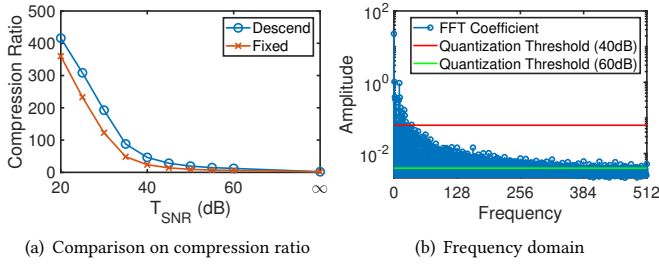 500
400
300
200
100
0
Compression Ratio
Descend
Fixed
20
30
40
50
60
∞
T_SNR (dB)
(a) Comparison on compression ratio
10^2
10^0
10^-2
Amplitude
FFT Coefficient
Quantization Threshold (40dB)
Quantization Threshold (60dB)
0
128
256
384
512
Frequency
(b) Frequency domain